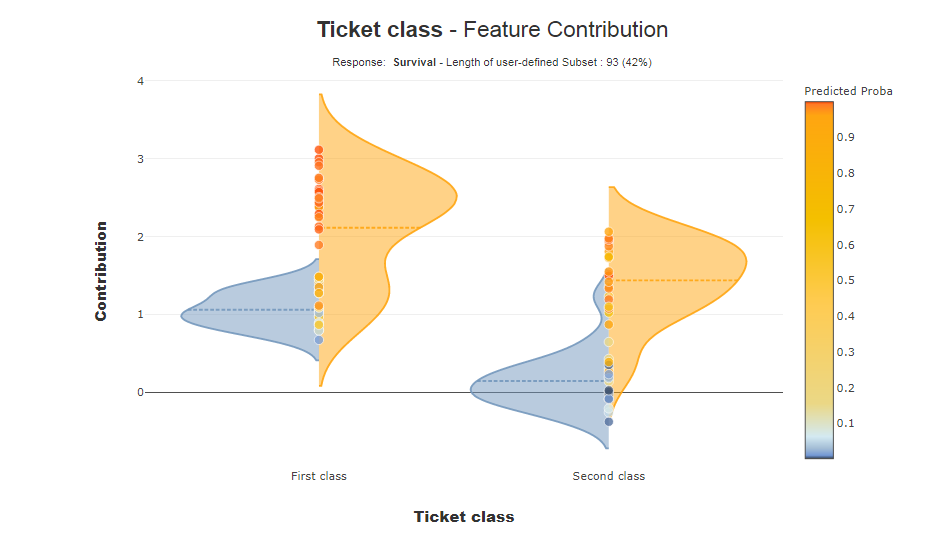 Ticket class - Feature Contribution
Response: Survival - Length of user-defined Subset : 93 (42%)
Predicted Proba
4
3
2
1
0
Contribution
0.9
0.8
0.7
0.6
0.5
0.4
0.3
0.2
0.1
First class
Second class
Ticket class